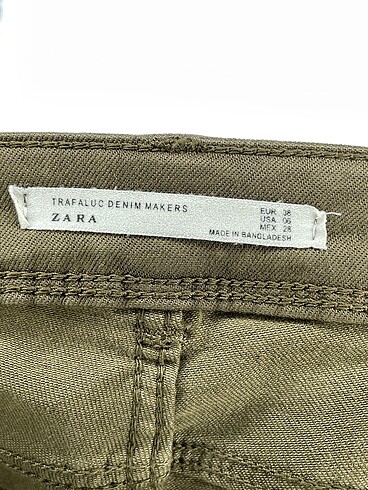 TRAFALUC DENIM MAKERS
ZARA
EUR 38
USA 06
MEX 28
MADE IN BANGLADESH